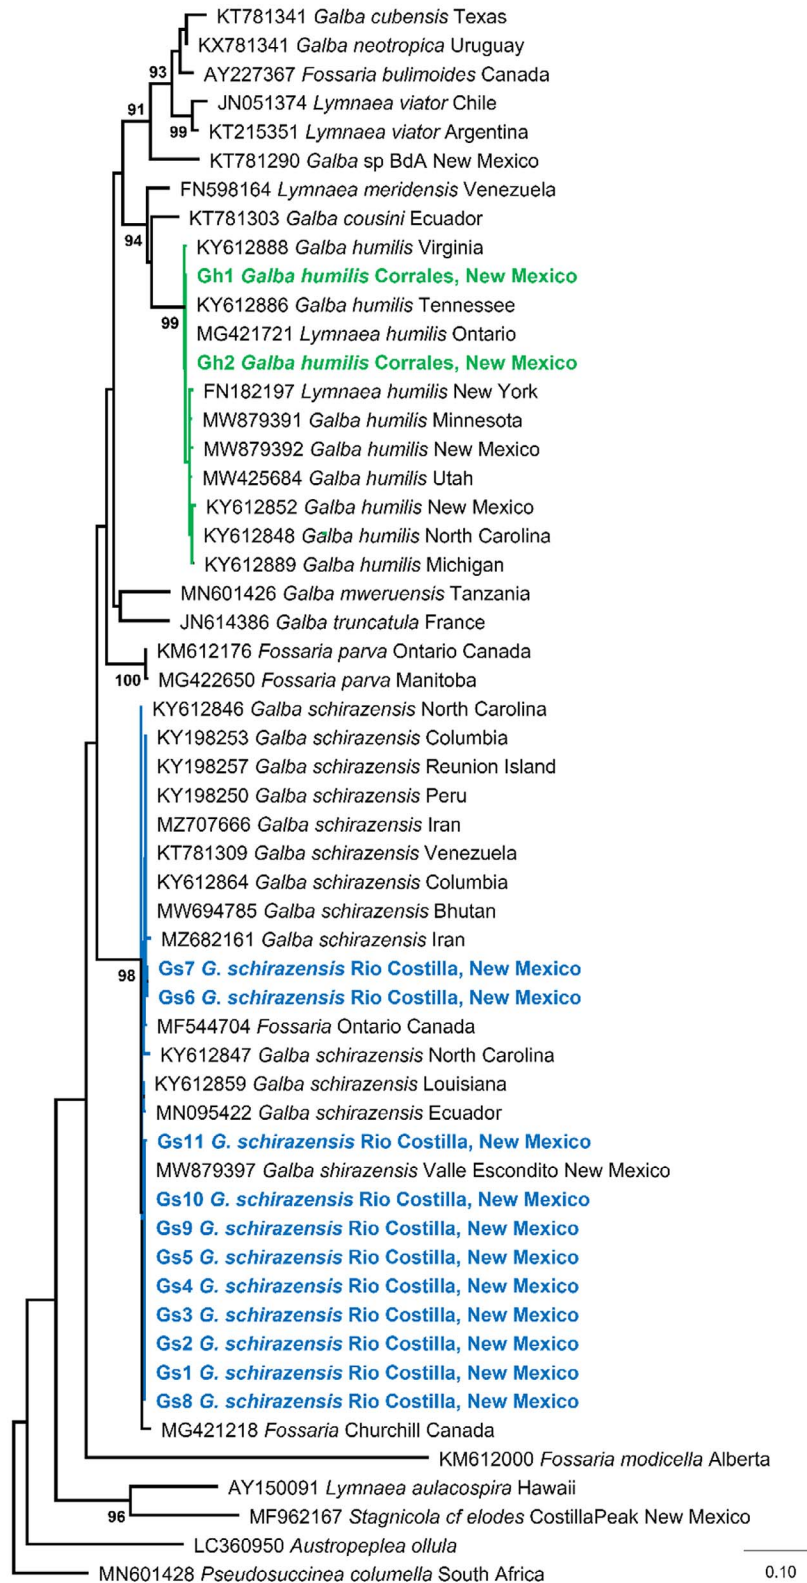 KT781341 Galba cubensis Texas
KX781341 Galba neotropica Uruguay
93
AY227367 Fossaria bulimoides Canada
91
JN051374 Lymnaea viator Chile
99
KT215351 Lymnaea viator Argentina
KT781290 Galba sp BdA New Mexico
FN598164 Lymnaea meridensis Venezuela
KT781303 Galba cousini Ecuador
94
KY612888 Galba humilis Virginia
Gh1 Galba humilis Corrales, New Mexico
KY612886 Galba humilis Tennessee
99
MG421721 Lymnaea humilis Ontario
Gh2 Galba humilis Corrales, New Mexico
FN182197 Lymnaea humilis New York
MW879391 Galba humilis Minnesota
MW879392 Galba humilis New Mexico
MW425684 Galba humilis Utah
KY612852 Galba humilis New Mexico
KY612848 Galba humilis North Carolina
KY612889 Galba humilis Michigan
MN601426 Galba mweruensis Tanzania
JN614386 Galba truncatula France
KM612176 Fossaria parva Ontario Canada
100
MG422650 Fossaria parva Manitoba
KY612846 Galba schirazensis North Carolina
KY198253 Galba schirazensis Columbia
KY198257 Galba schirazensis Reunion Island
KY198250 Galba schirazensis Peru
MZ707666 Galba schirazensis Iran
KT781309 Galba schirazensis Venezuela
KY612864 Galba schirazensis Columbia
MW694785 Galba schirazensis Bhutan
MZ682161 Galba schirazensis Iran
98
Gs7 G. schirazensis Rio Costilla, New Mexico
Gs6 G. schirazensis Rio Costilla, New Mexico
MF544704 Fossaria Ontario Canada
KY612847 Galba schirazensis North Carolina
KY612859 Galba schirazensis Louisiana
MN095422 Galba schirazensis Ecuador
Gs11 G. schirazensis Rio Costilla, New Mexico
MW879397 Galba shirazensis Valle Escondito New Mexico
Gs10 G. schirazensis Rio Costilla, New Mexico
Gs9 G. schirazensis Rio Costilla, New Mexico
Gs5 G. schirazensis Rio Costilla, New Mexico
Gs4 G. schirazensis Rio Costilla, New Mexico
Gs3 G. schirazensis Rio Costilla, New Mexico
Gs2 G. schirazensis Rio Costilla, New Mexico
Gs1 G. schirazensis Rio Costilla, New Mexico
Gs8 G. schirazensis Rio Costilla, New Mexico
MG421218 Fossaria Churchill Canada
KM612000 Fossaria modicella Alberta
AY150091 Lymnaea aulacospira Hawaii
96
MF962167 Stagnicola cf elodes CostillaPeak New Mexico
LC360950 Austropeplea ollula
MN601428 Pseudosuccinea columella South Africa
0.10